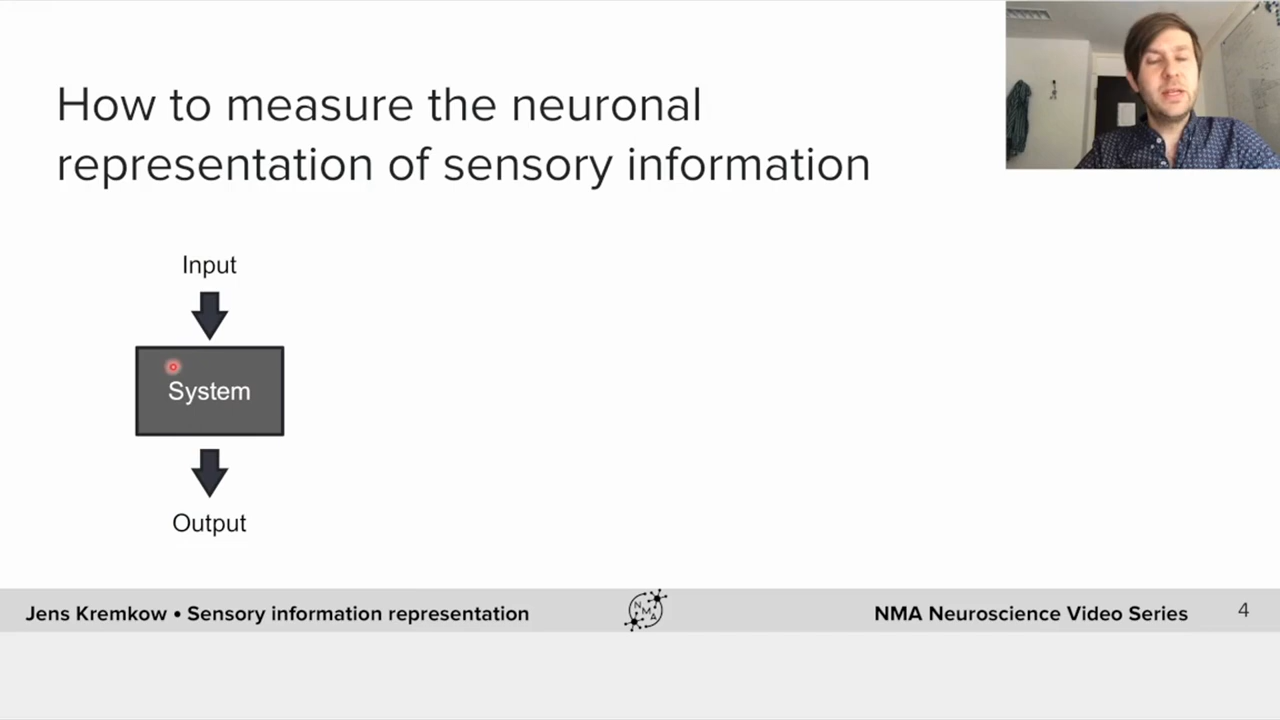 How to measure the neuronal
representation of sensory information
Input
System
Output
Jens Kremkow • Sensory information representation
NMA
NMA Neuroscience Video Series
4